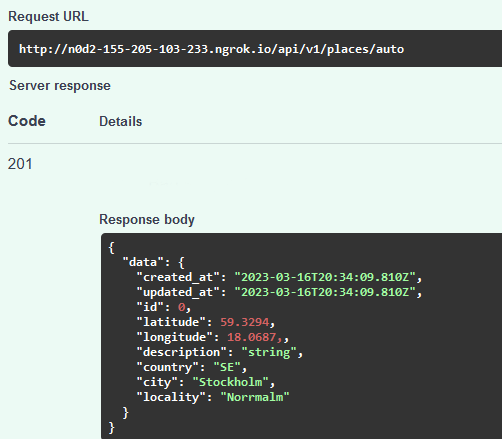 Request URL
http://n0d2-155-205-103-233.ngrok.io/api/v1/places/auto
Server response
Code Details
201
Response body
{
"data": {
"created_at": "2023-03-16T20:34:09.810Z",
"updated_at": "2023-03-16T20:34:09.810Z",
"id": 0,
"latitude": 59.3294,
"longitude": 18.0687,,
"description": "string",
"country": "SE",
"city": "Stockholm",
"locality": "Norrmalm"
}
}